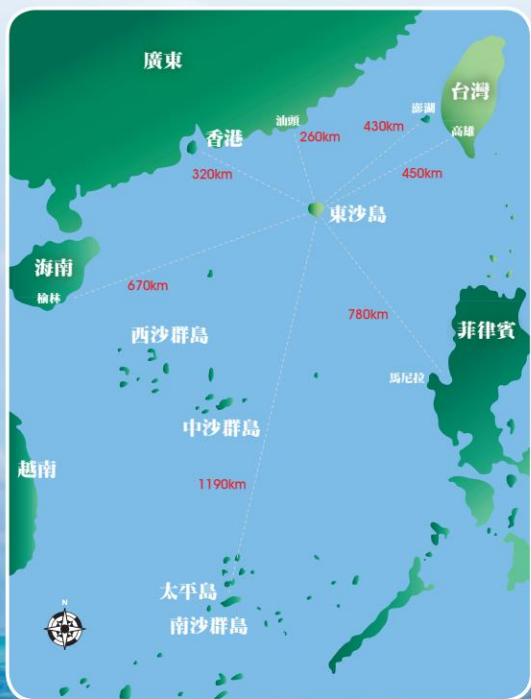 廣東
台灣
澎湖
汕頭
430km
高雄
香港
260km
320km
450km
東沙島
海南
670km
榆林
780km
菲律賓
西沙群島
馬尼拉
中沙群島
越南
1190km
太平島
N
南沙群島